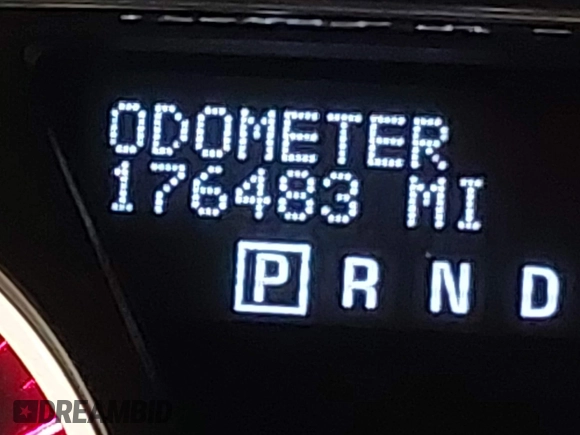 ODOMETER
176483 MI
P R N D
DREAMBID